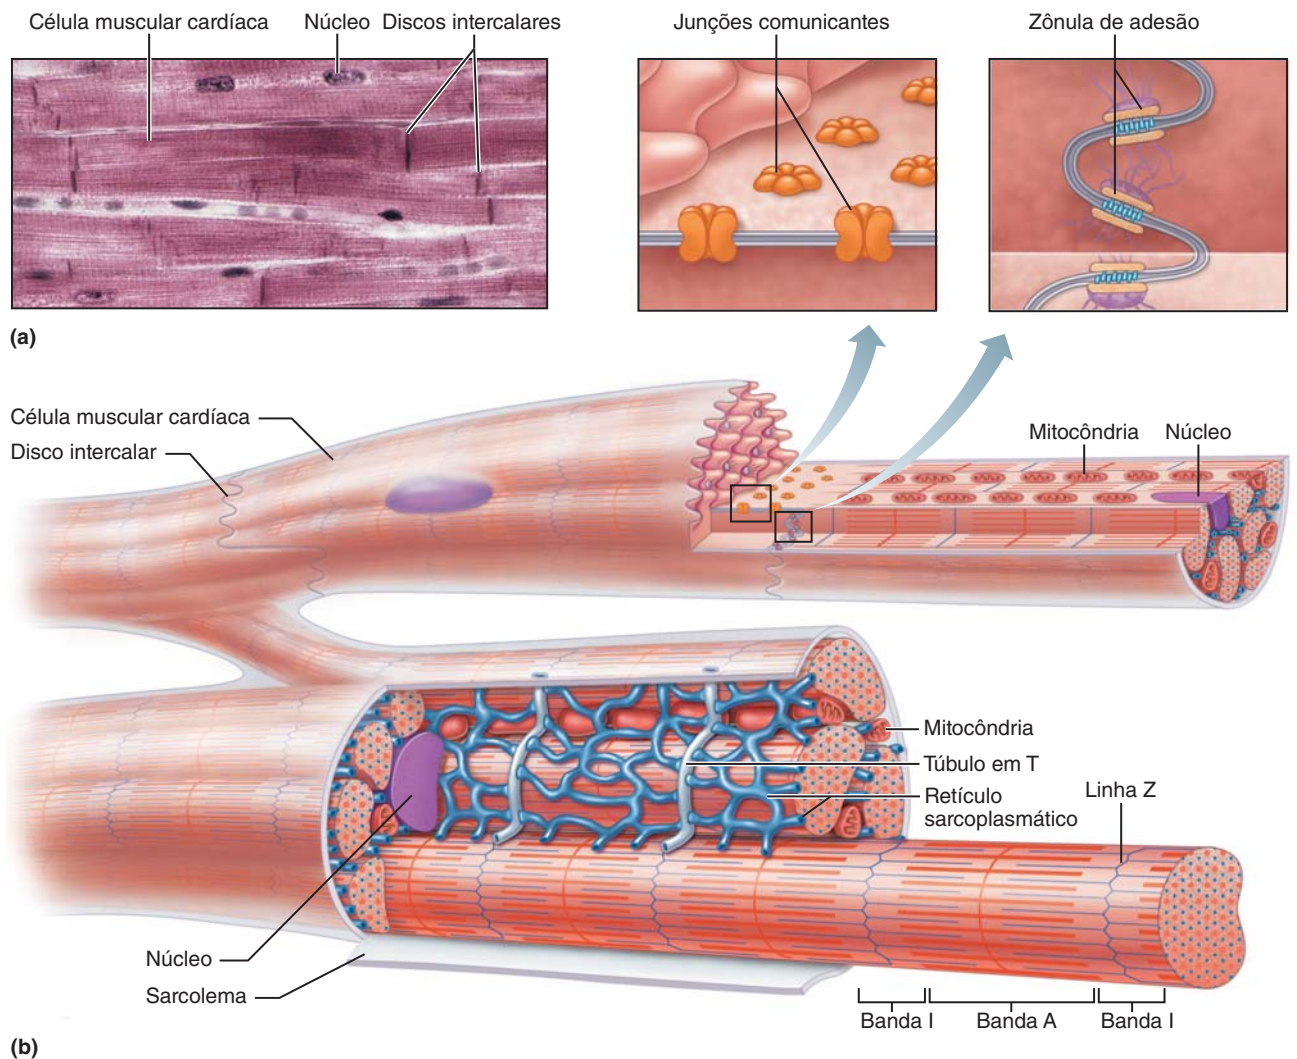 Célula muscular cardíaca
Núcleo
Discos intercalares
Junções comunicantes
Zônula de adesão
(a)
Célula muscular cardíaca
Disco intercalar
Mitocôndria
Núcleo
Mitocôndria
Túbulo em T
Retículo
sarcoplasmático
Linha Z
Núcleo
Sarcolema
Banda I
Banda A
Banda I
(b)